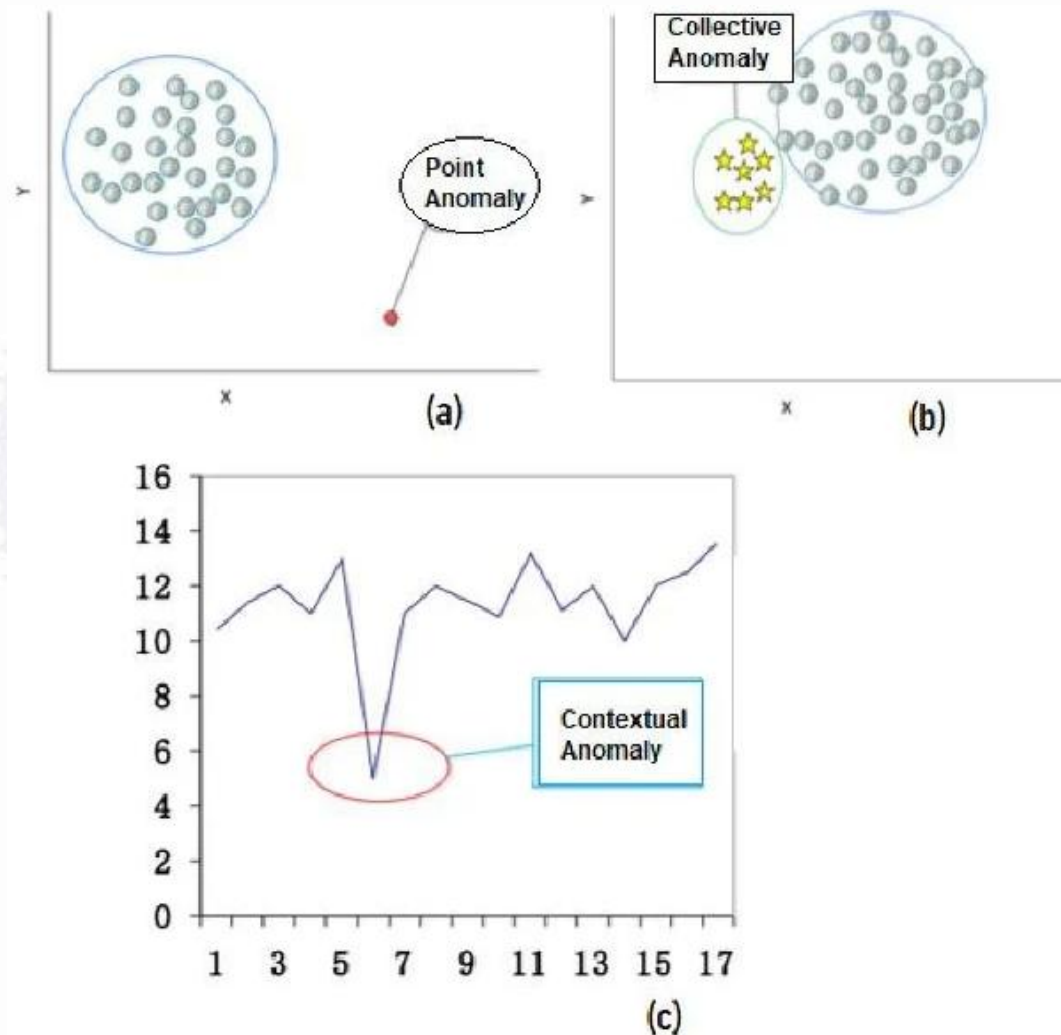 Point
Anomaly
Y
X
(a)
Collective
Anomaly
Y
X
(b)
16
14
12
10
8
6
4
2
0
Contextual
Anomaly
1 3 5 7 9 11 13 15 17
(c)